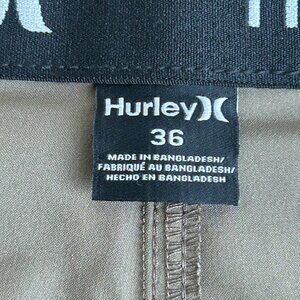 Hurley
36
MADE IN BANGLADESH/
FABRIQUÉ AU BANGLADESH/
HECHO EN BANGLADESH